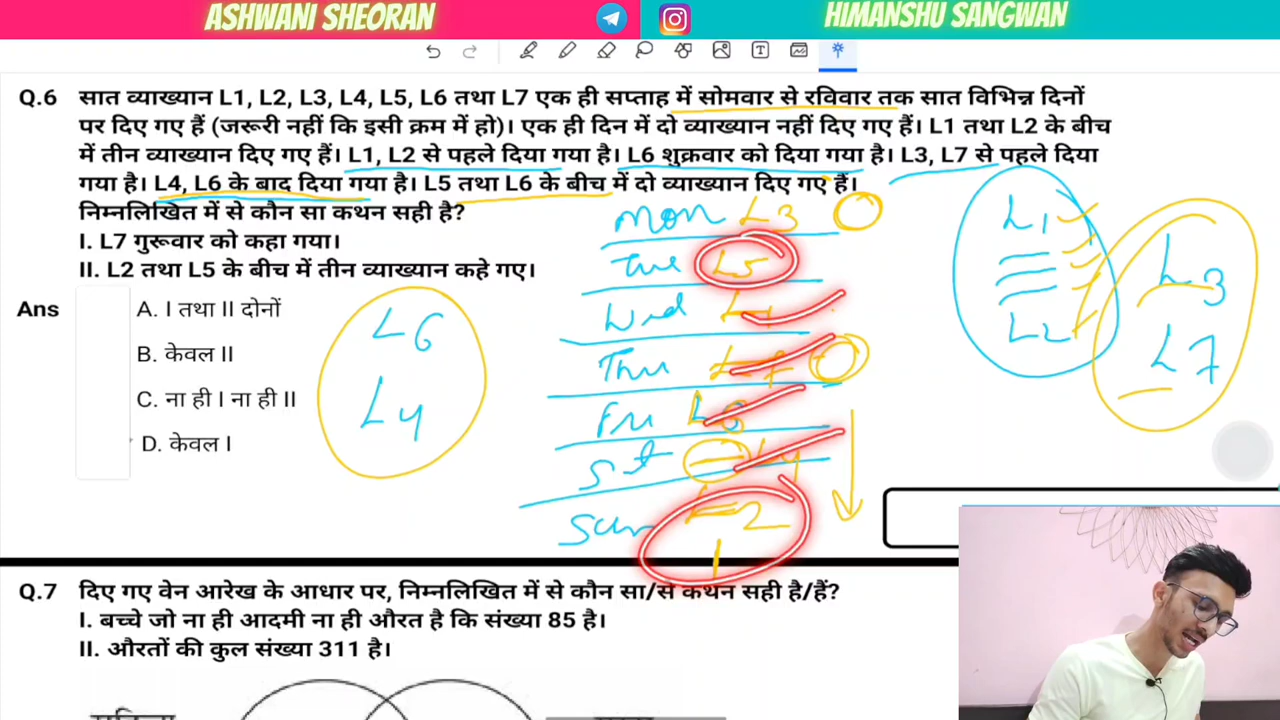 ASHWANI SHEORAN
HIMANSHU SANGWAN
Q.6 सात व्याख्यान L1, L2, L3, L4, L5, L6 तथा L7 एक ही सप्ताह में सोमवार से रविवार तक सात विभिन्न दिनों
पर दिए गए हैं (जरूरी नहीं कि इसी क्रम में हो)। एक ही दिन में दो व्याख्यान नहीं दिए गए हैं। L1 तथा L2 के बीच
में तीन व्याख्यान दिए गए हैं। L1, L2 से पहले दिया गया है। L6 शुक्रवार को दिया गया है। L3, L7 से पहले दिया
गया है। L4, L6 के बाद दिया गया है। L5 तथा L6 के बीच में दो व्याख्यान दिए गए हैं।
निम्नलिखित में से कौन सा कथन सही है?
I. L7 गुरूवार को कहा गया।
II. L2 तथा L5 के बीच में तीन व्याख्यान कहे गए।
Ans A. I तथा II दोनों
B. केवल II
C. ना ही I ना ही II
D. केवल I
L6
L4
Mon L3
Tue L5
Wed L1
Thu L7
Fri L6
Sat L4
Sun L2
L1
L2
L3
L7
Q.7 दिए गए वेन आरेख के आधार पर, निम्नलिखित में से कौन सा/से कथन सही है/हैं?
I. बच्चे जो ना ही आदमी ना ही औरत है कि संख्या 85 है।
II. औरतों की कुल संख्या 311 है।